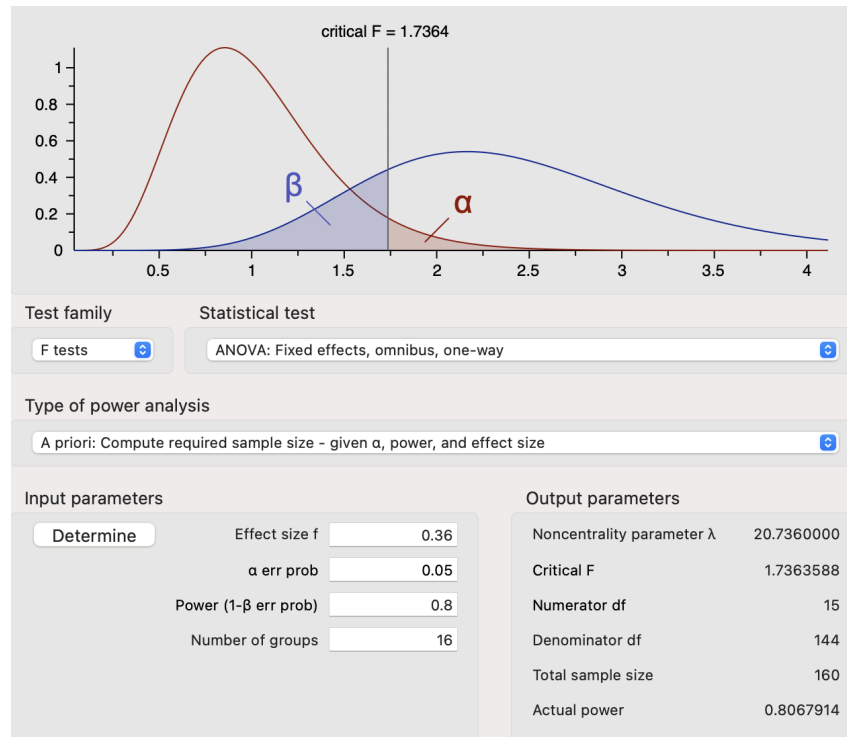 critical F = 1.7364
1
0.8
0.6
0.4
0.2
0
β
α
0.5 1 1.5 2 2.5 3 3.5 4
Test family Statistical test
F tests ANOVA: Fixed effects, omnibus, one-way
Type of power analysis
A priori: Compute required sample size - given α, power, and effect size
Input parameters Output parameters
Determine Effect size f 0.36 Noncentrality parameter λ 20.7360000
α err prob 0.05 Critical F 1.7363588
Power (1-β err prob) 0.8 Numerator df 15
Number of groups 16 Denominator df 144
Total sample size 160
Actual power 0.8067914